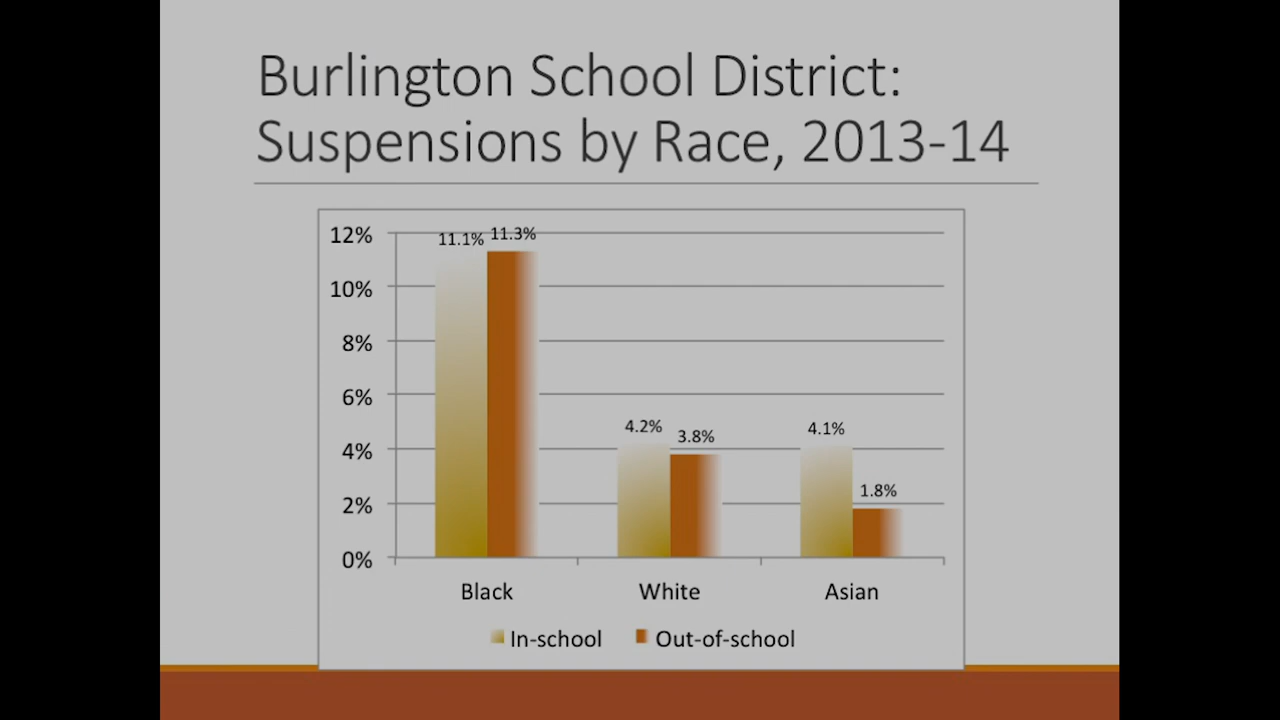 Burlington School District:
Suspensions by Race, 2013-14
12%
10%
8%
6%
4%
2%
0%
11.1%
11.3%
4.2%
3.8%
4.1%
1.8%
Black
White
Asian
In-school
Out-of-school